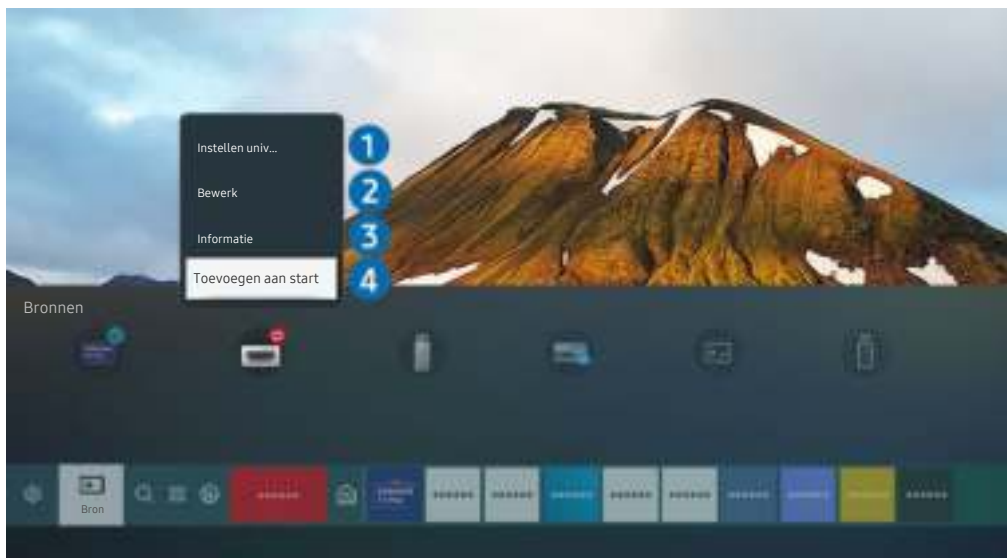 Instellen univ...
1
Bewerk
2
Informatie
3
Toevoegen aan start
4
Bronnen
Bron